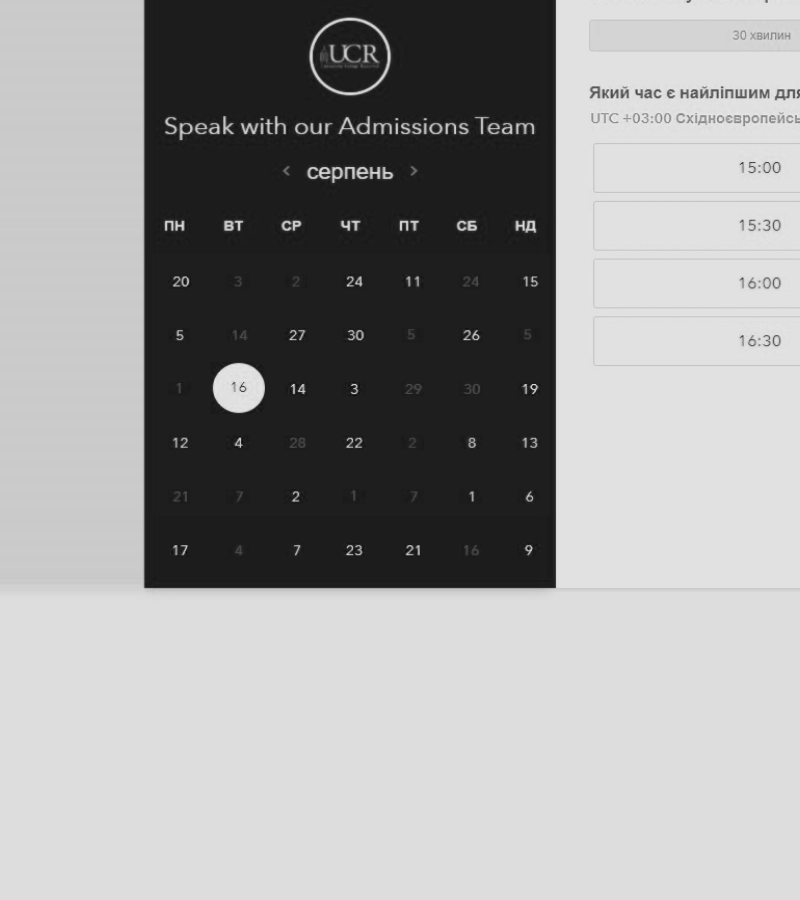 UCR
Speak with our Admissions Team
‹ серпень ›
ПН ВТ СР ЧТ ПТ СБ НД
20 3 2 24 11 24 15
5 14 27 30 5 26 5
1 16 14 3 29 30 19
12 4 28 22 2 8 13
21 7 2 1 7 1 6
17 4 7 23 21 16 9
30 хвилин
Який час є найліпшим для
UTC +03:00 Східноєвропейсь
15:00
15:30
16:00
16:30